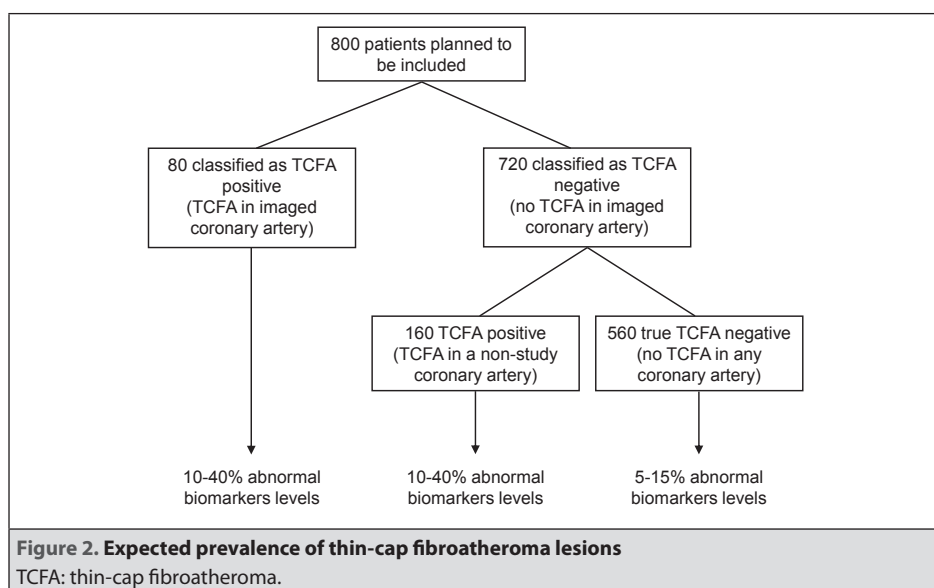 800 patients planned to
be included
80 classified as TCFA
positive
(TCFA in imaged
coronary artery)
720 classified as TCFA
negative
(no TCFA in imaged
coronary artery)
160 TCFA positive
(TCFA in a non-study
coronary artery)
560 true TCFA negative
(no TCFA in any
coronary artery)
10-40% abnormal
biomarkers levels
10-40% abnormal
biomarkers levels
5-15% abnormal
biomarkers levels
Figure 2. Expected prevalence of thin-cap fibroatheroma lesions
TCFA: thin-cap fibroatheroma.